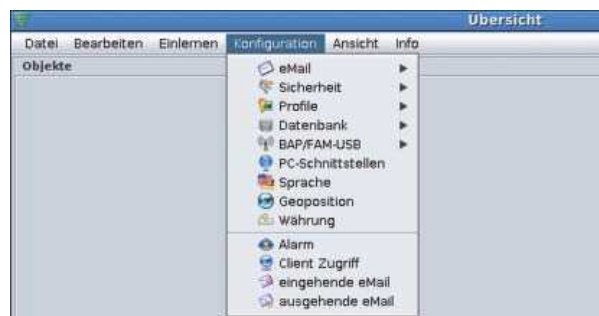 Übersicht
Datei Bearbeiten Einlernen Konfiguration Ansicht Info
Objekte
eMail
Sicherheit
Profile
Datenbank
BAP/FAM-USB
PC-Schnittstellen
Sprache
Geoposition
Währung
Alarm
Client Zugriff
eingehende eMail
ausgehende eMail